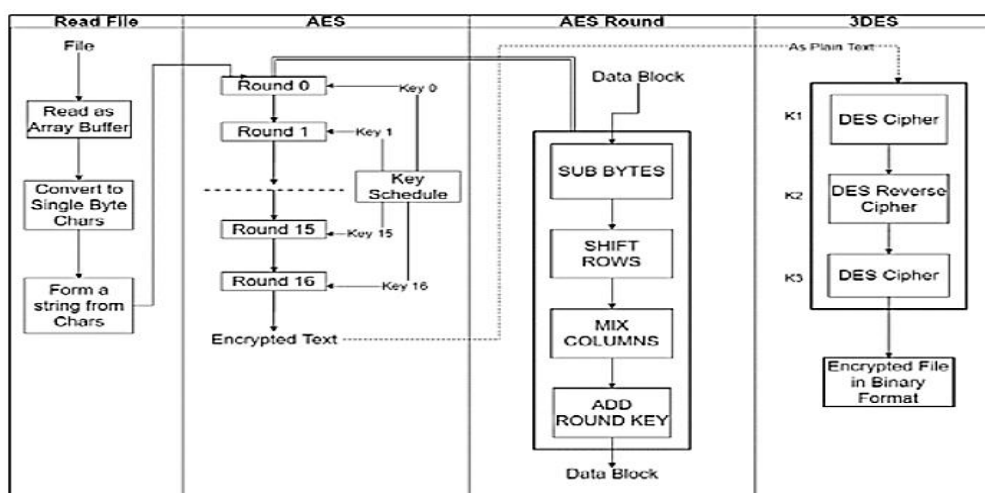 Read File
File
Read as
Array Buffer
Convert to
Single Byte
Chars
Form a
string from
Chars
AES
Round 0
Key 0
Round 1
Key 1
Key
Schedule
Round 15
Key 15
Round 16
Key 16
Encrypted Text
AES Round
Data Block
SUB BYTES
SHIFT
ROWS
MIX
COLUMNS
ADD
ROUND KEY
Data Block
3DES
As Plain Text
K1
DES Cipher
K2
DES Reverse
Cipher
K3
DES Cipher
Encrypted File
in Binary
Format